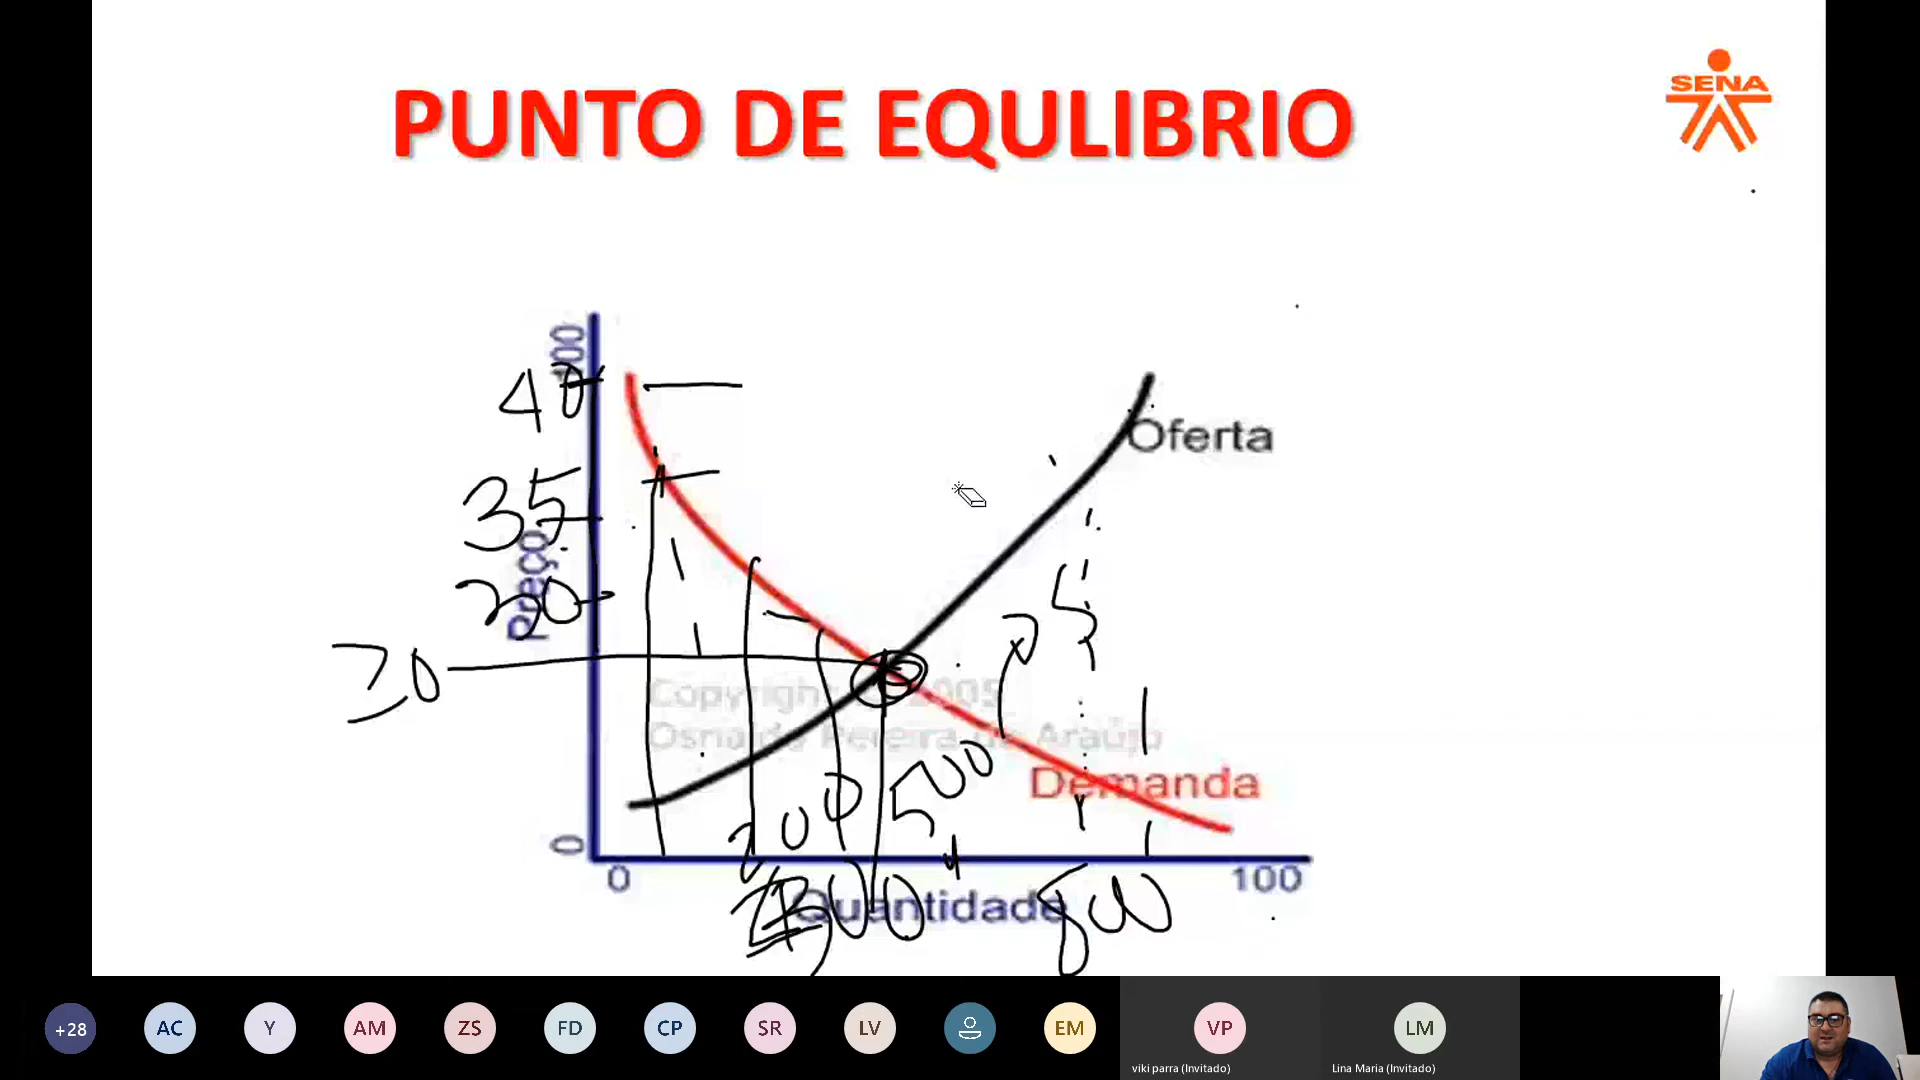 PUNTO DE EQULIBRIO
SENA
100
40
Oferta
35
Preço
20
Copyright © 2005
Osnaldo Pereira de Araújo
500
200
Demanda
0
0
100
Quantidade
800
+28
AC
Y
AM
ZS
FD
CP
SR
LV
EM
VP
LM
viki parra (Invitado)
Lina Maria (Invitado)